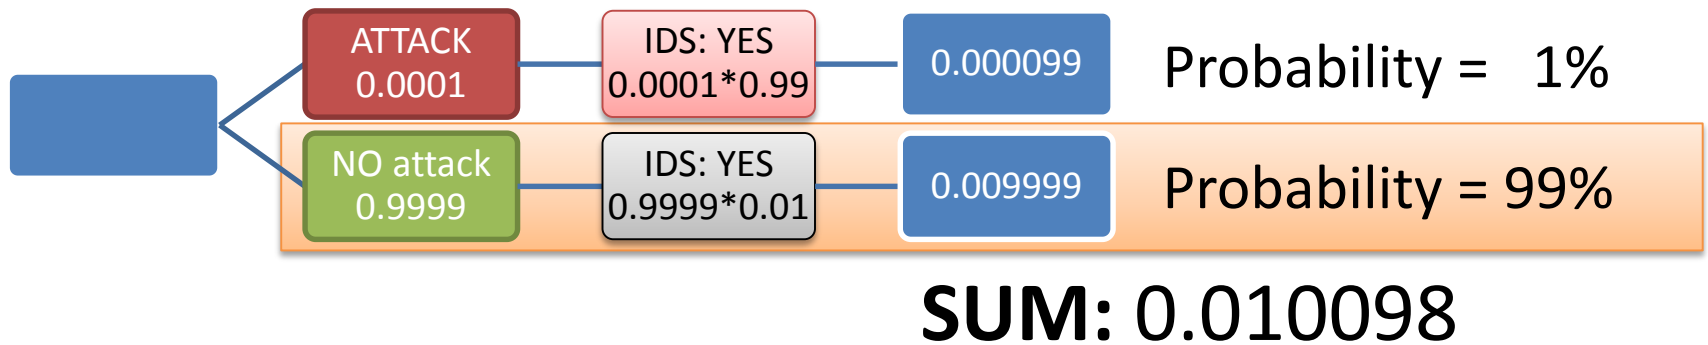 ATTACK
0.0001
IDS: YES
0.0001*0.99
0.000099
Probability = 1%
NO attack
0.9999
IDS: YES
0.9999*0.01
0.009999
Probability = 99%
SUM: 0.010098